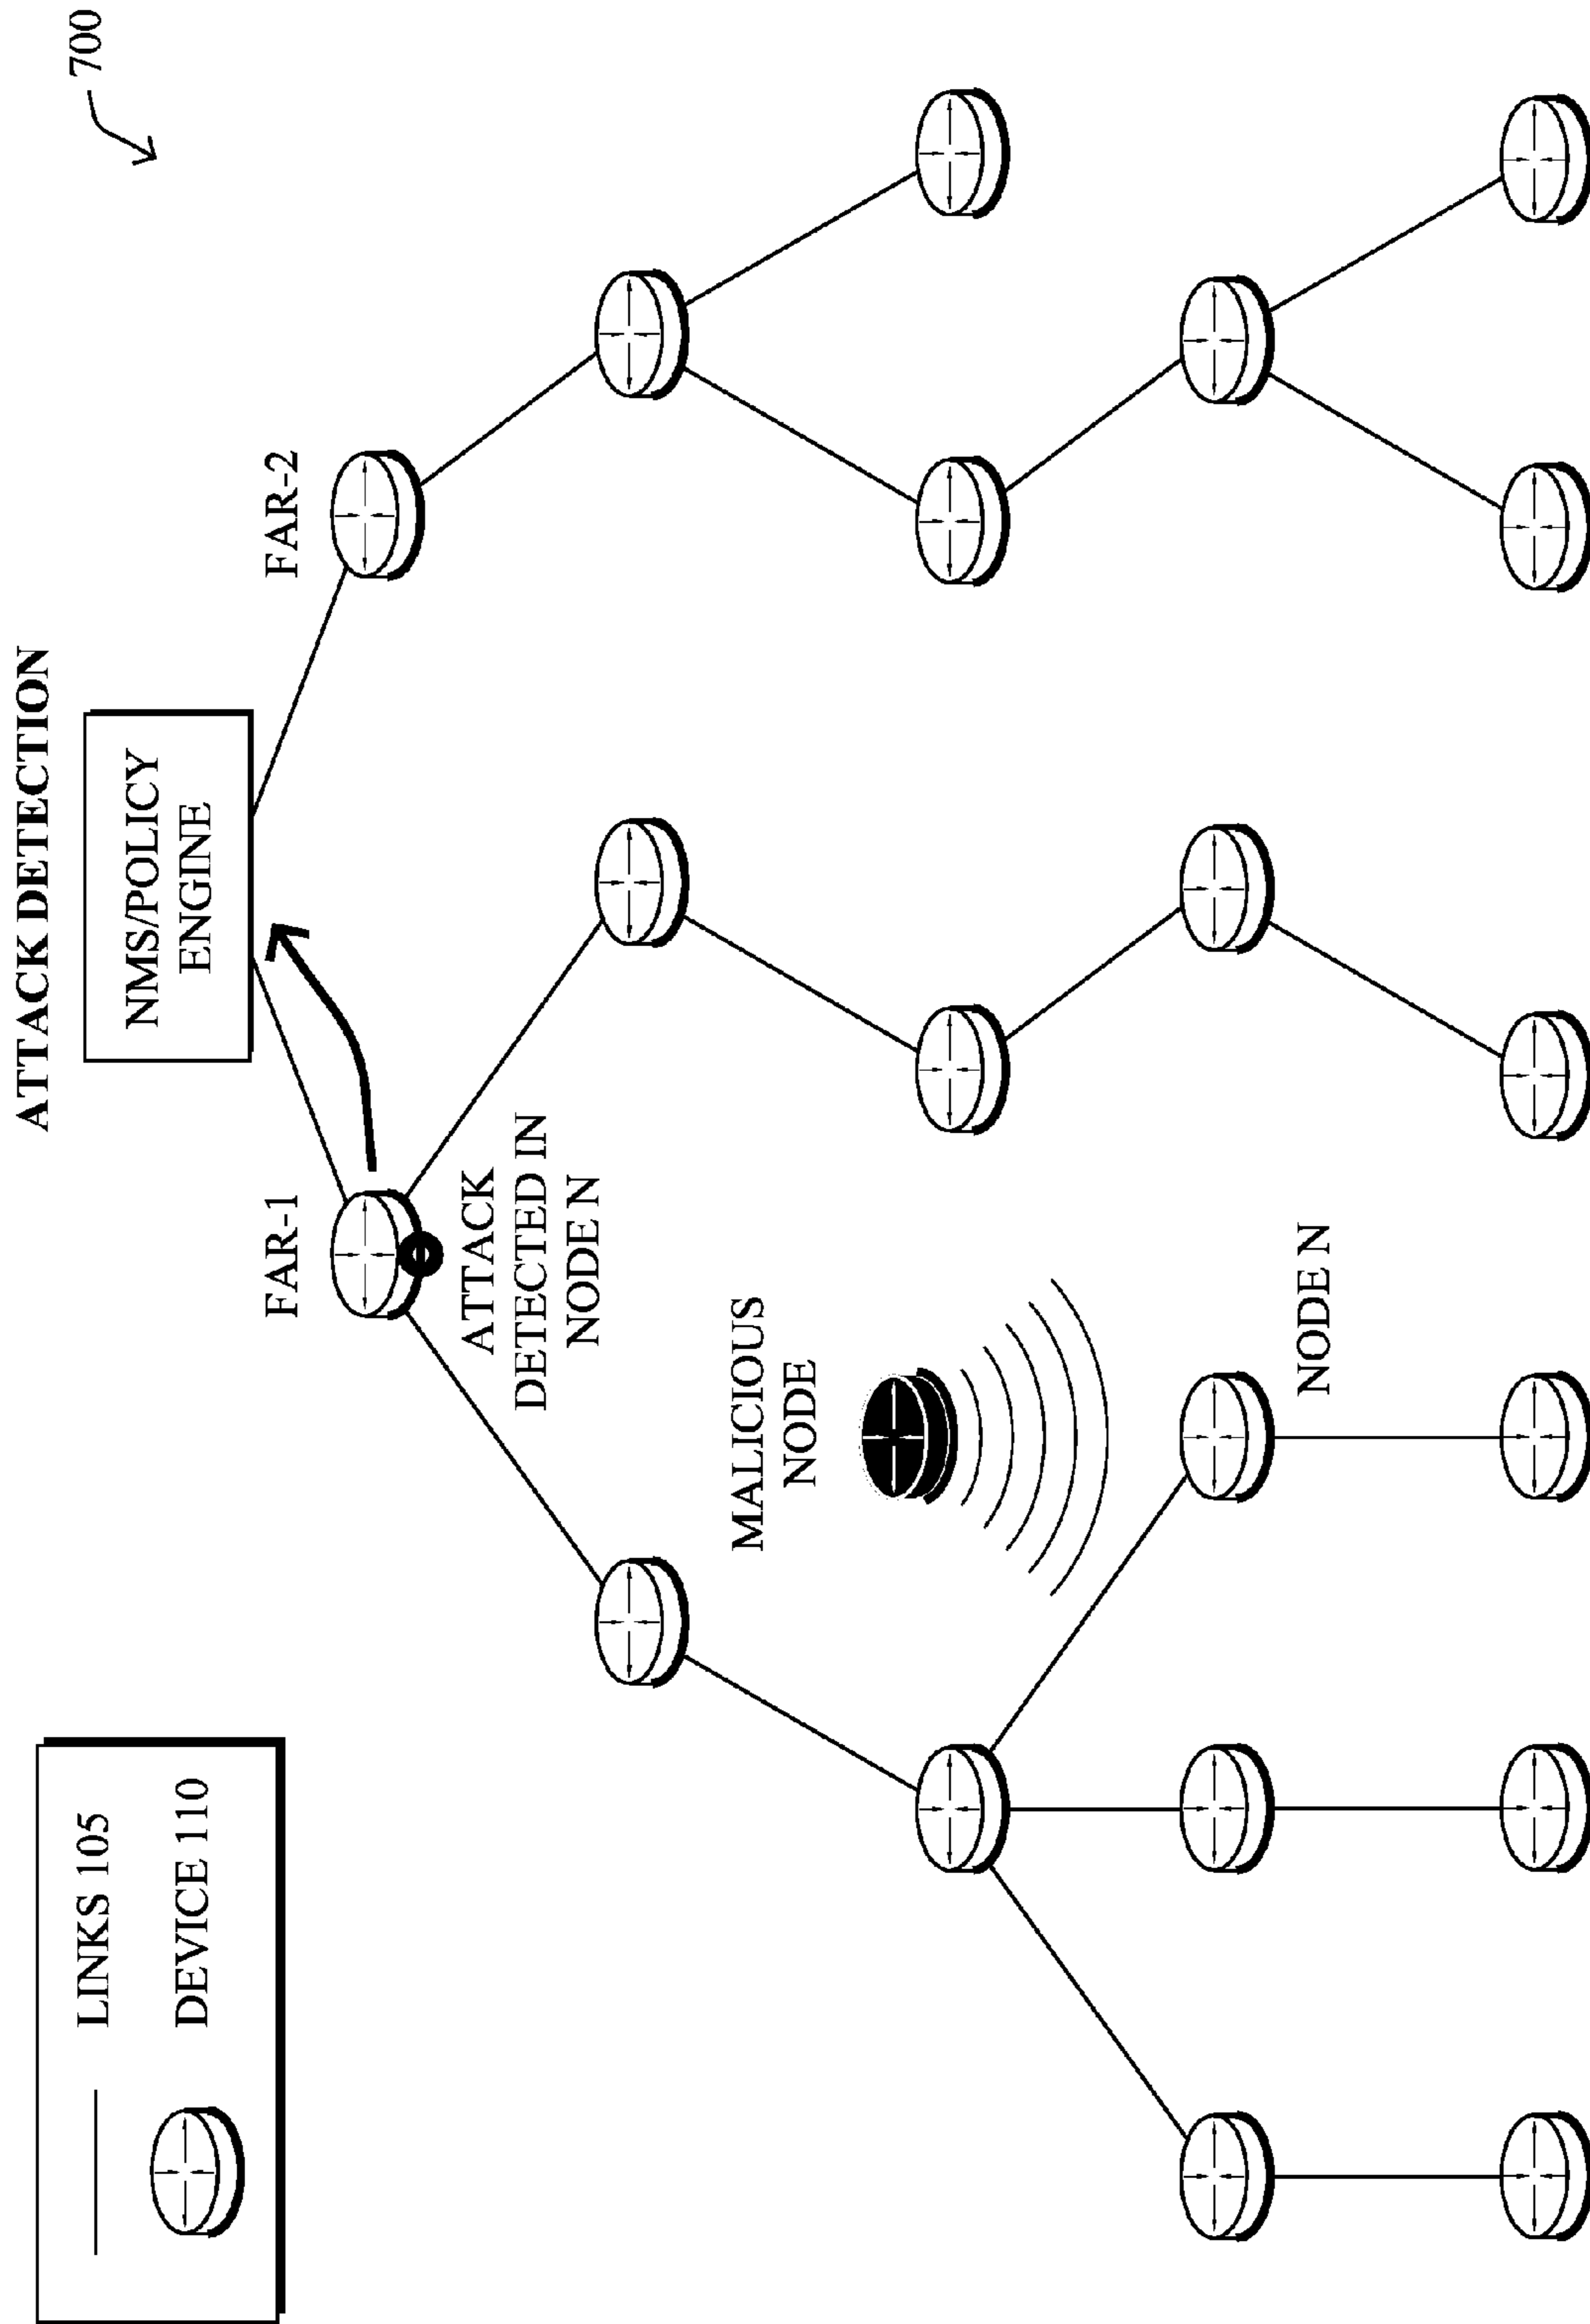 LINKS 105
DEVICE 110
ATTACK DETECTION
700
NMS/POLICY
ENGINE
FAR-1
FAR-2
ATTACK
DETECTED IN
NODE N
MALICIOUS
NODE
NODE N